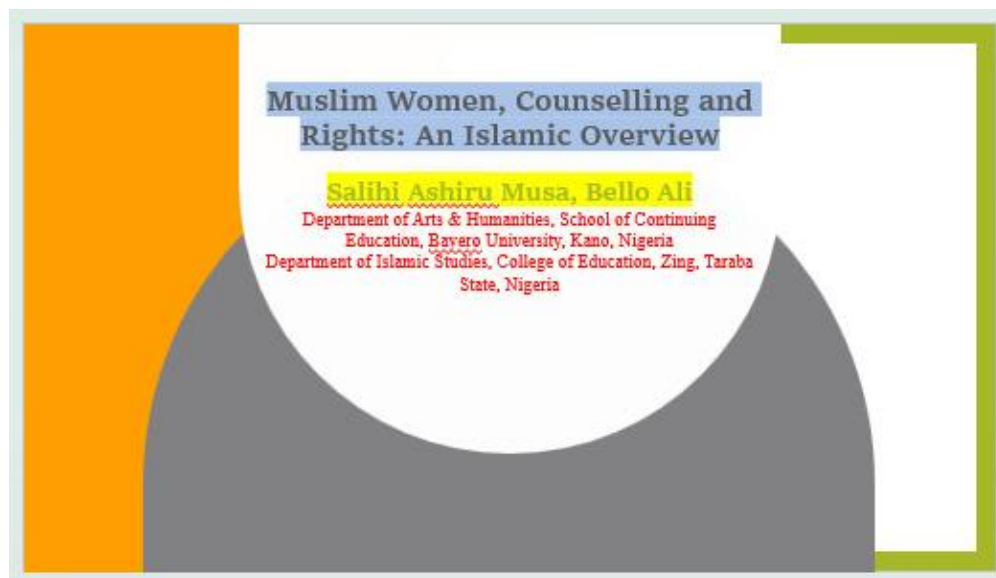 Muslim Women, Counselling and
Rights: An Islamic Overview
Salihi Ashiru Musa, Bello Ali
Department of Arts & Humanities, School of Continuing
Education, Bayero University, Kano, Nigeria
Department of Islamic Studies, College of Education, Zing, Taraba
State, Nigeria